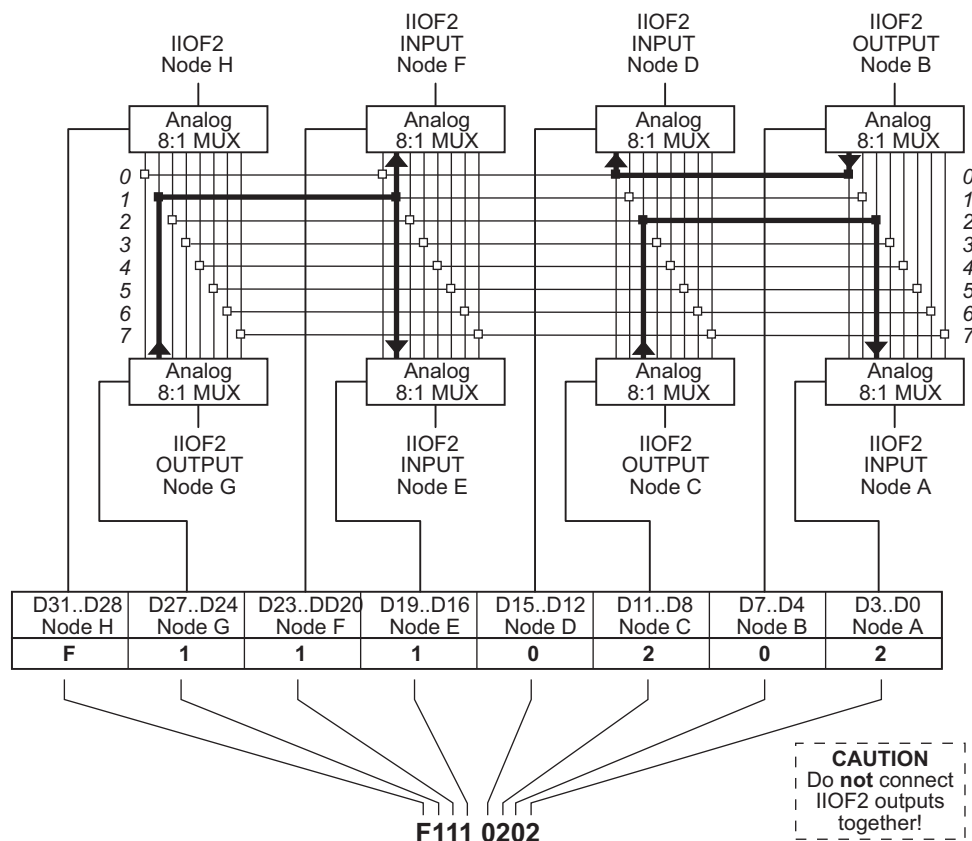 IIOF2
Node H
IIOF2
INPUT
Node F
IIOF2
INPUT
Node D
IIOF2
OUTPUT
Node B
Analog
8:1 MUX
Analog
8:1 MUX
Analog
8:1 MUX
Analog
8:1 MUX
0
1
2
3
4
5
6
7
0
1
2
3
4
5
6
7
Analog
8:1 MUX
Analog
8:1 MUX
Analog
8:1 MUX
Analog
8:1 MUX
IIOF2
OUTPUT
Node G
IIOF2
INPUT
Node E
IIOF2
OUTPUT
Node C
IIOF2
INPUT
Node A
D31..D28
Node H
D27..D24
Node G
D23..DD20
Node F
D19..D16
Node E
D15..D12
Node D
D11..D8
Node C
D7..D4
Node B
D3..D0
Node A
F 1 1 1 0 2 0 2
CAUTION
Do not connect
IIOF2 outputs
together!
F111 0202